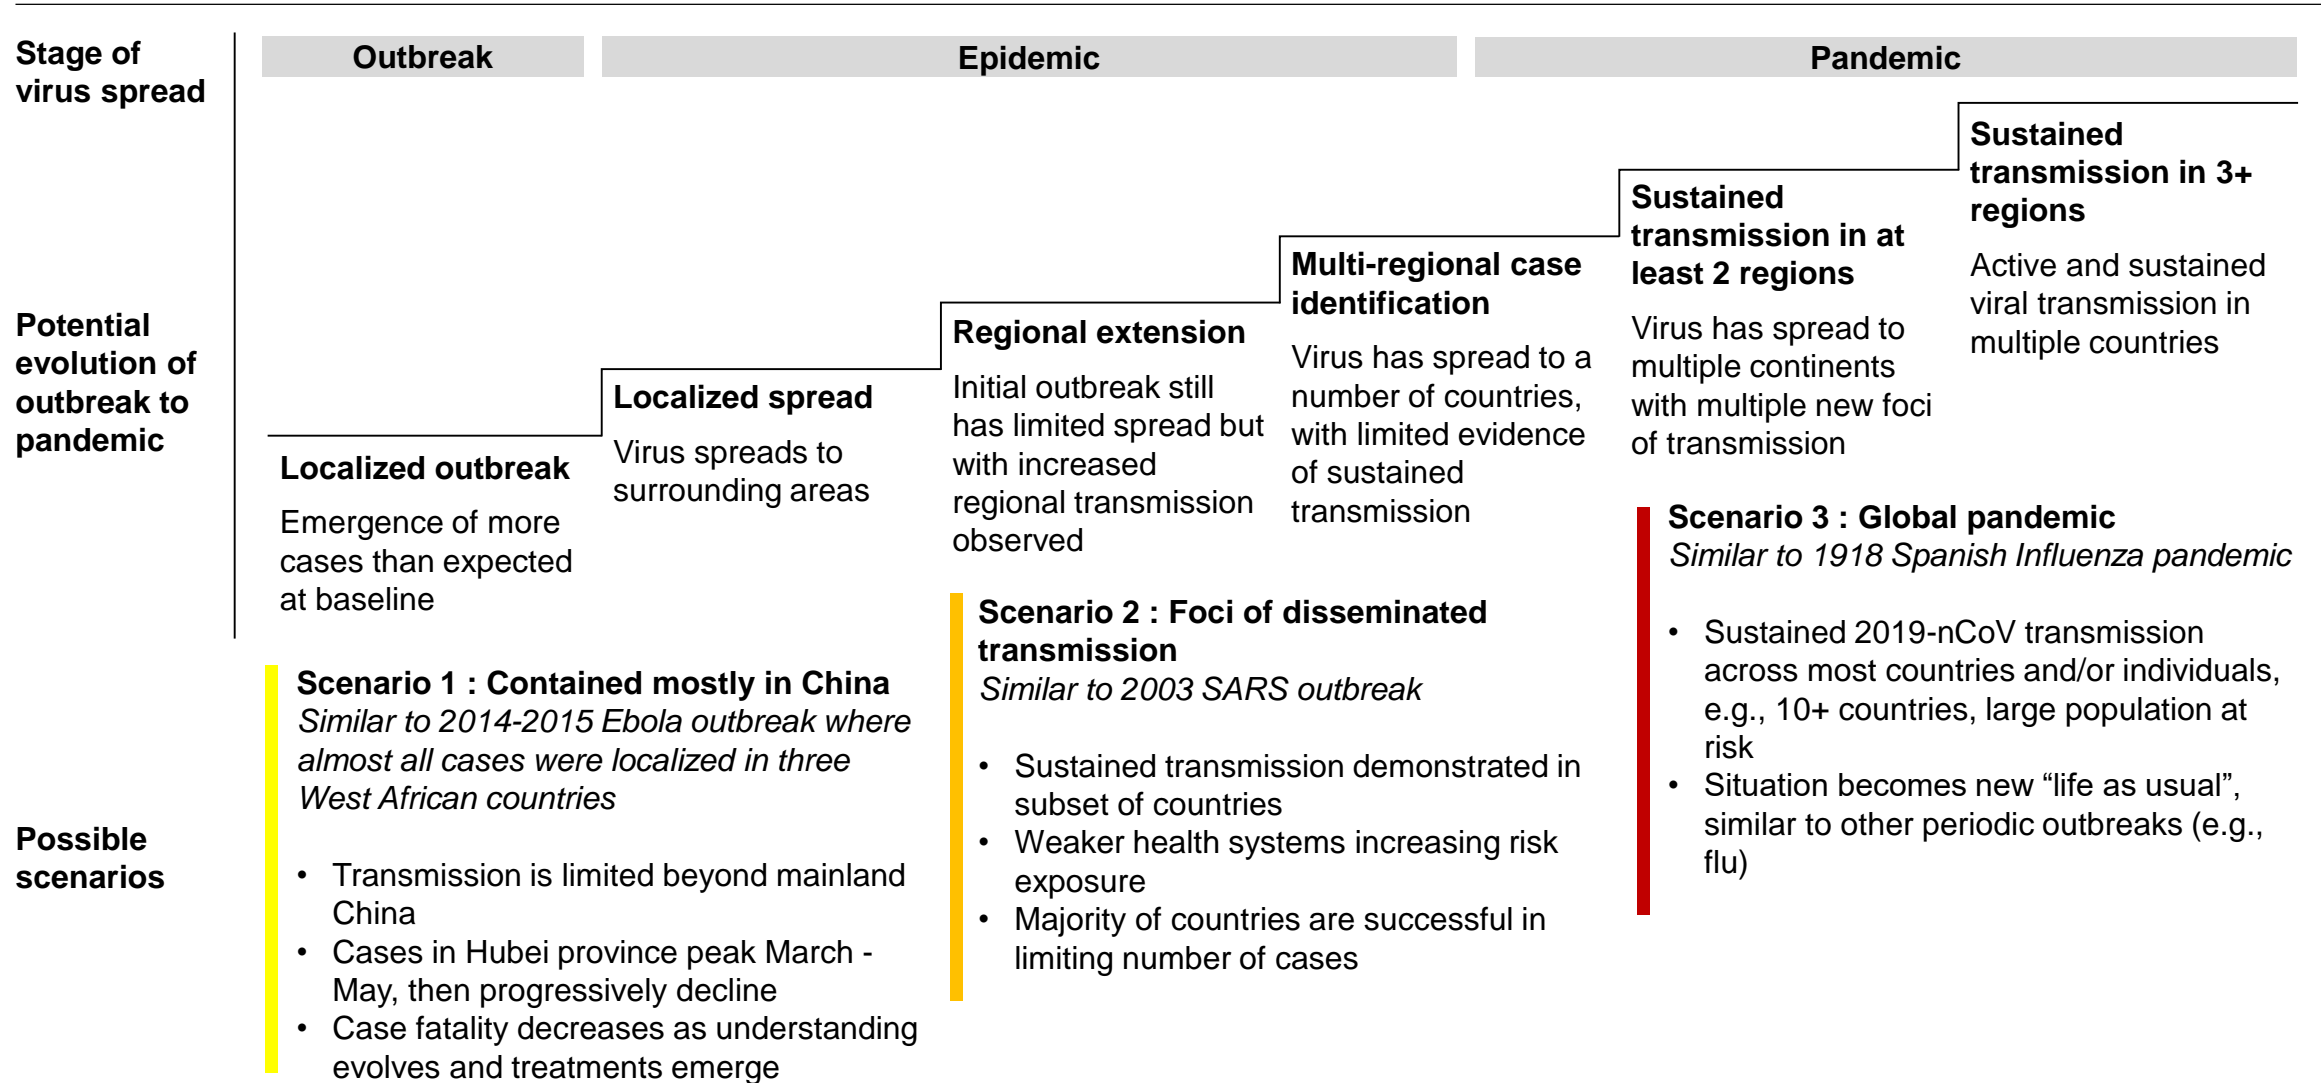 Stage of
virus spread
Outbreak
Epidemic
Pandemic
Potential
evolution of
outbreak to
pandemic
Localized outbreak
Emergence of more
cases than expected
at baseline
Localized spread
Virus spreads to
surrounding areas
Regional extension
Initial outbreak still
has limited spread but
with increased
regional transmission
observed
Multi-regional case
identification
Virus has spread to a
number of countries,
with limited evidence
of sustained
transmission
Sustained
transmission in at
least 2 regions
Virus has spread to
multiple continents
with multiple new foci
of transmission
Sustained
transmission in 3+
regions
Active and sustained
viral transmission in
multiple countries
Possible
scenarios
Scenario 1 : Contained mostly in China
Similar to 2014-2015 Ebola outbreak where
almost all cases were localized in three
West African countries
• Transmission is limited beyond mainland
China
• Cases in Hubei province peak March -
May, then progressively decline
• Case fatality decreases as understanding
evolves and treatments emerge
Scenario 2 : Foci of disseminated
transmission
Similar to 2003 SARS outbreak
• Sustained transmission demonstrated in
subset of countries
• Weaker health systems increasing risk
exposure
• Majority of countries are successful in
limiting number of cases
Scenario 3 : Global pandemic
Similar to 1918 Spanish Influenza pandemic
• Sustained 2019-nCoV transmission
across most countries and/or individuals,
e.g., 10+ countries, large population at
risk
• Situation becomes new “life as usual”,
similar to other periodic outbreaks (e.g.,
flu)